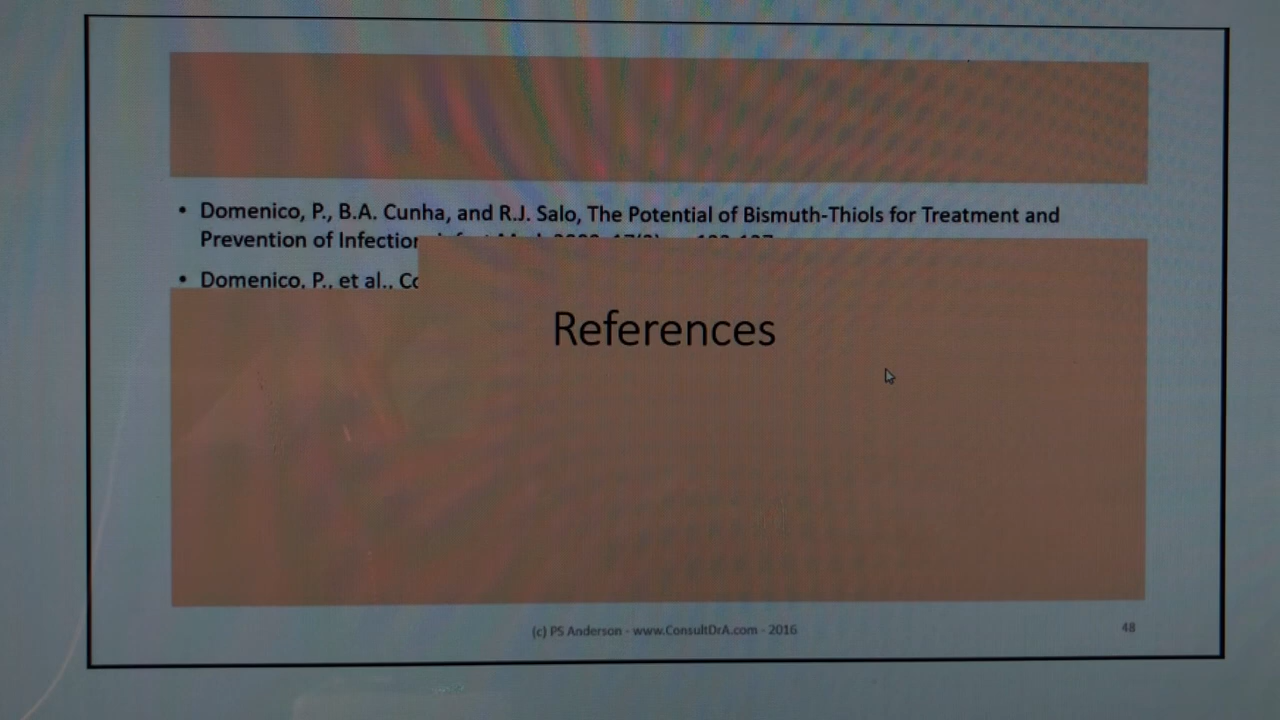 • Domenico, P., B.A. Cunha, and R.J. Salo, The Potential of Bismuth-Thiols for Treatment and
Prevention of Infection
• Domenico, P., et al., Co
References
(c) PS Anderson - www.ConsultDrA.com - 2016
48